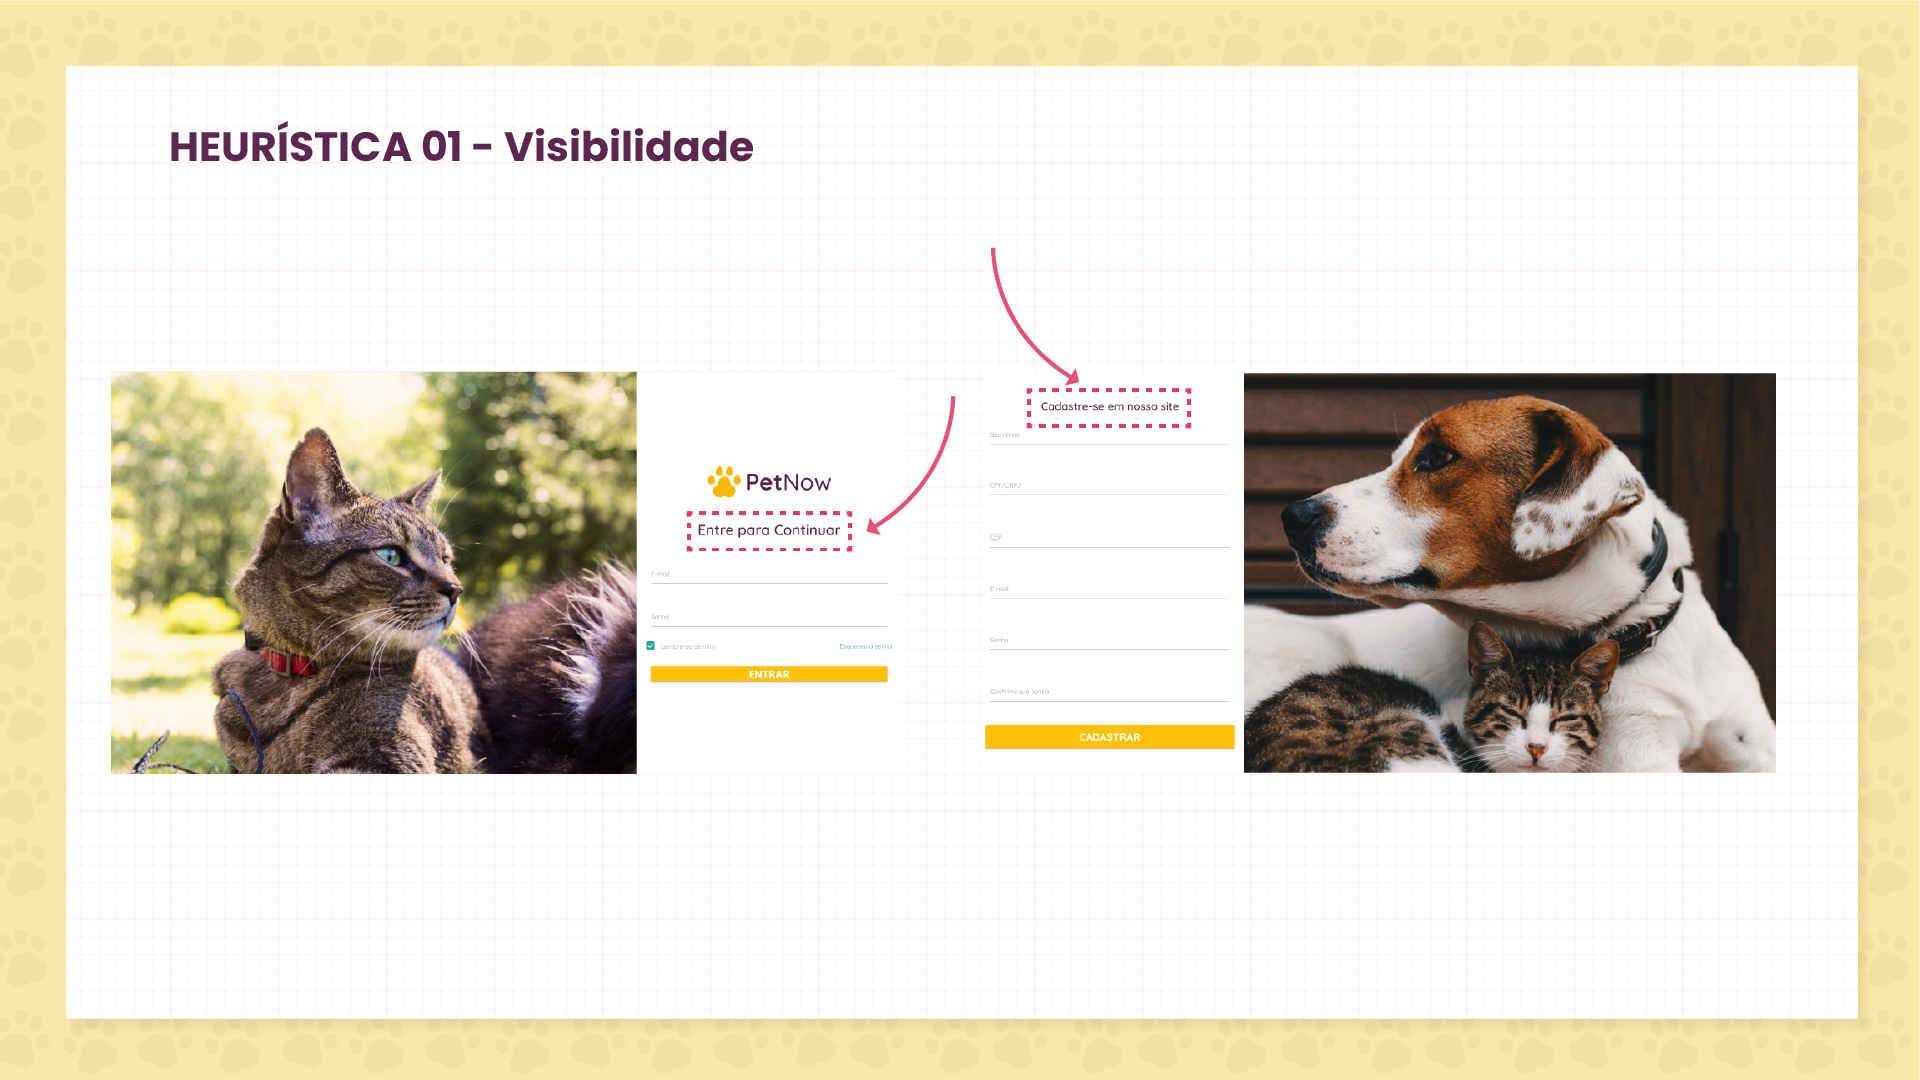 HEURÍSTICA 01 - Visibilidade
PetNow
Entre para Continuar
E-mail
Senha
Lembre-se de mim
Esqueceu a senha
ENTRAR
Cadastre-se em nosso site
Seu nome
CPF/CNPJ
CEP
E-mail
Senha
Confirme sua senha
CADASTRAR